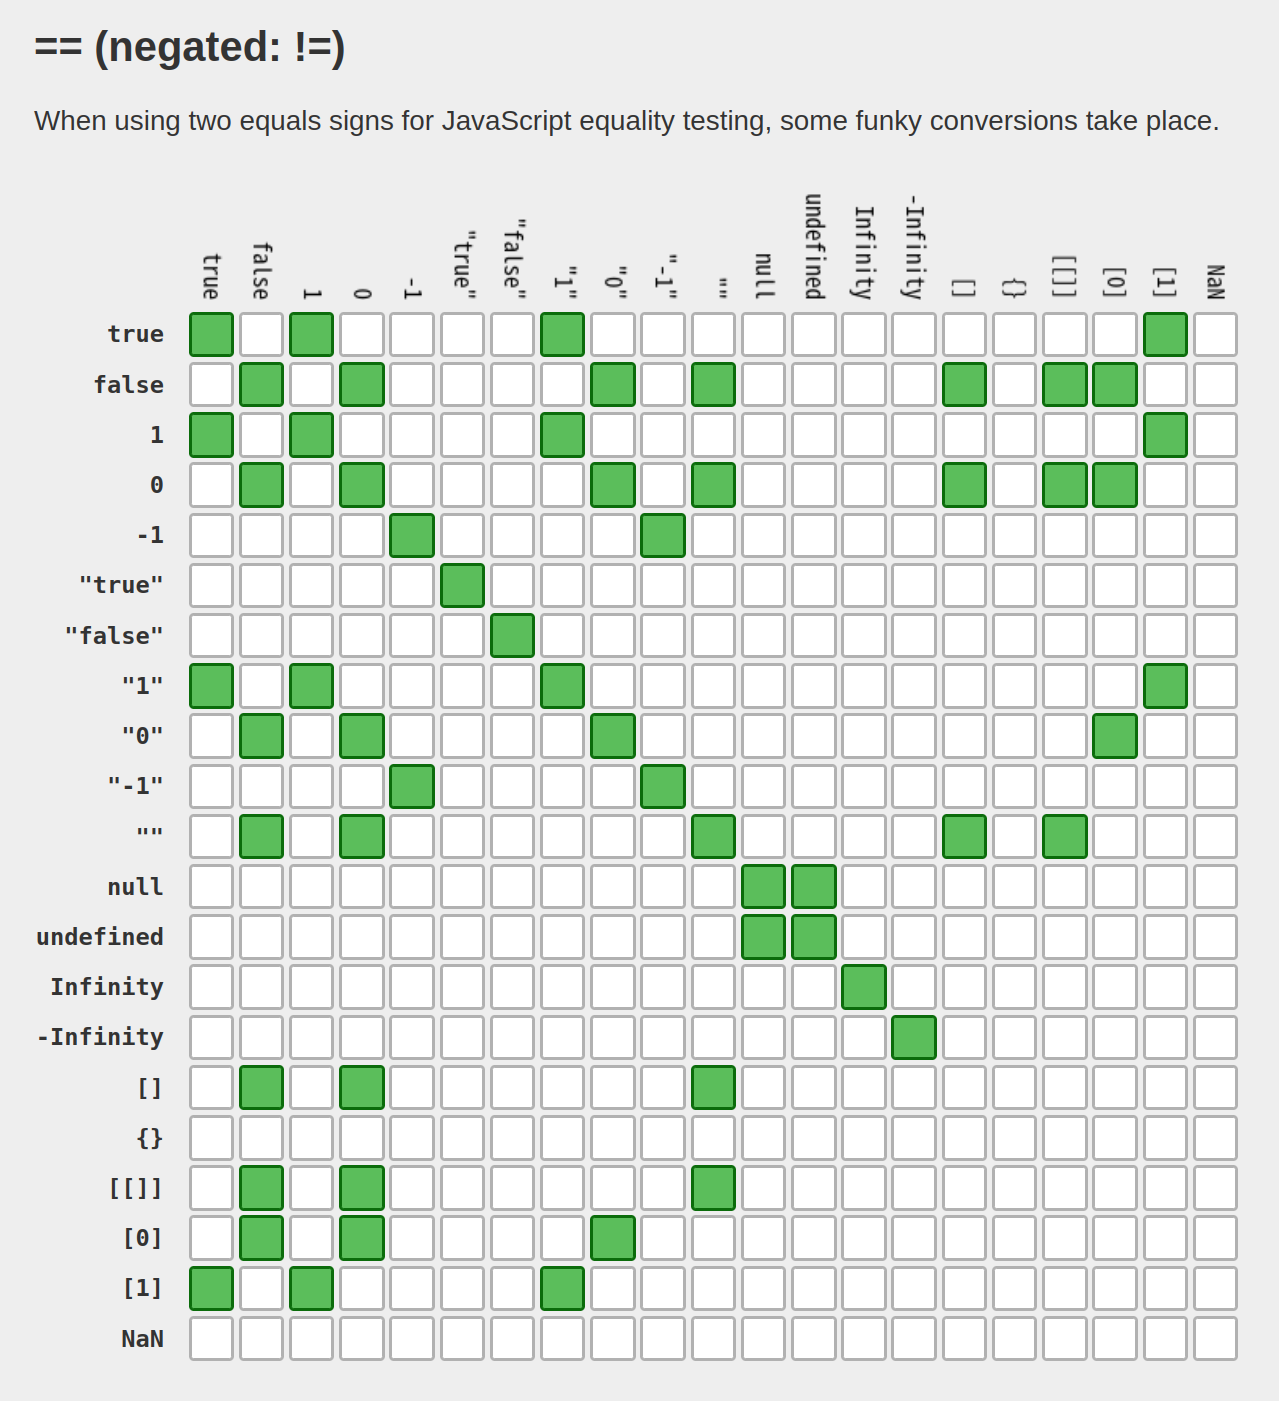 == (negated: !=)
When using two equals signs for JavaScript equality testing, some funky conversions take place.
true false 1 0 -1 "true" "false" "1" "0" "-1" "" null undefined Infinity -Infinity [] {} [[]] [0] [1] NaN
true
false
1
0
-1
"true"
"false"
"1"
"0"
"-1"
""
null
undefined
Infinity
-Infinity
[]
{}
[[]]
[0]
[1]
NaN